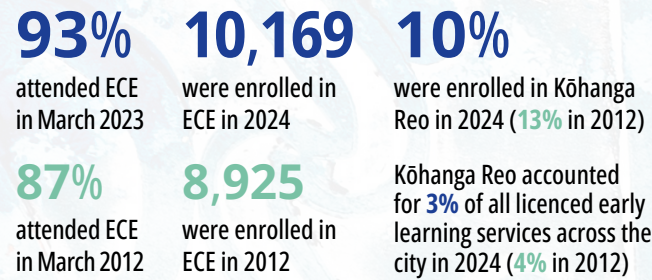 93%
attended ECE
in March 2023
10,169
were enrolled in
ECE in 2024
10%
were enrolled in Kōhanga
Reo in 2024 (13% in 2012)
87%
attended ECE
in March 2012
8,925
were enrolled in
ECE in 2012
Kōhanga Reo accounted
for 3% of all licenced early
learning services across the
city in 2024 (4% in 2012)